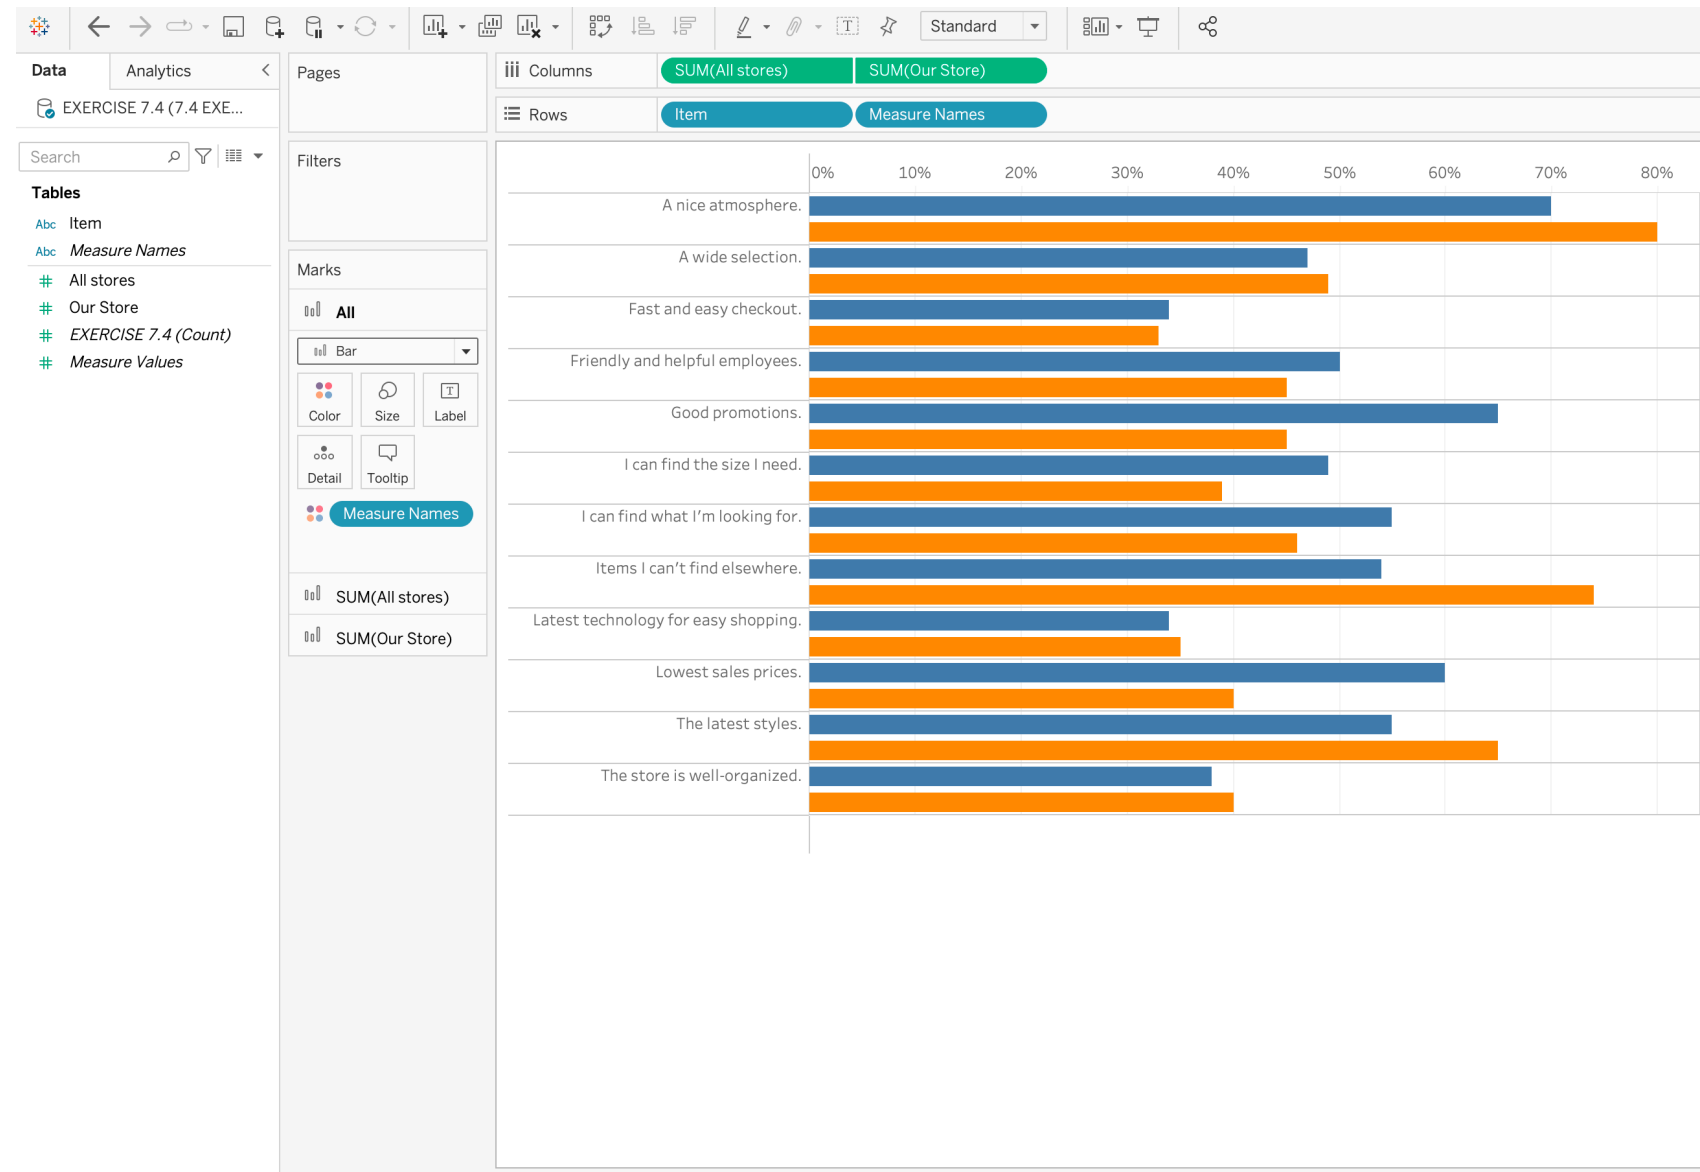 Standard
Data
Analytics
EXERCISE 7.4 (7.4 EXE...
Search
Tables
Abc Item
Abc Measure Names
# All stores
# Our Store
# EXERCISE 7.4 (Count)
# Measure Values
Pages
Filters
Marks
All
Bar
Color
Size
T
Label
Detail
Tooltip
Measure Names
SUM(All stores)
SUM(Our Store)
Columns
SUM(All stores)
SUM(Our Store)
Rows
Item
Measure Names
0% 10% 20% 30% 40% 50% 60% 70% 80%
A nice atmosphere.
A wide selection.
Fast and easy checkout.
Friendly and helpful employees.
Good promotions.
I can find the size I need.
I can find what I’m looking for.
Items I can’t find elsewhere.
Latest technology for easy shopping.
Lowest sales prices.
The latest styles.
The store is well-organized.